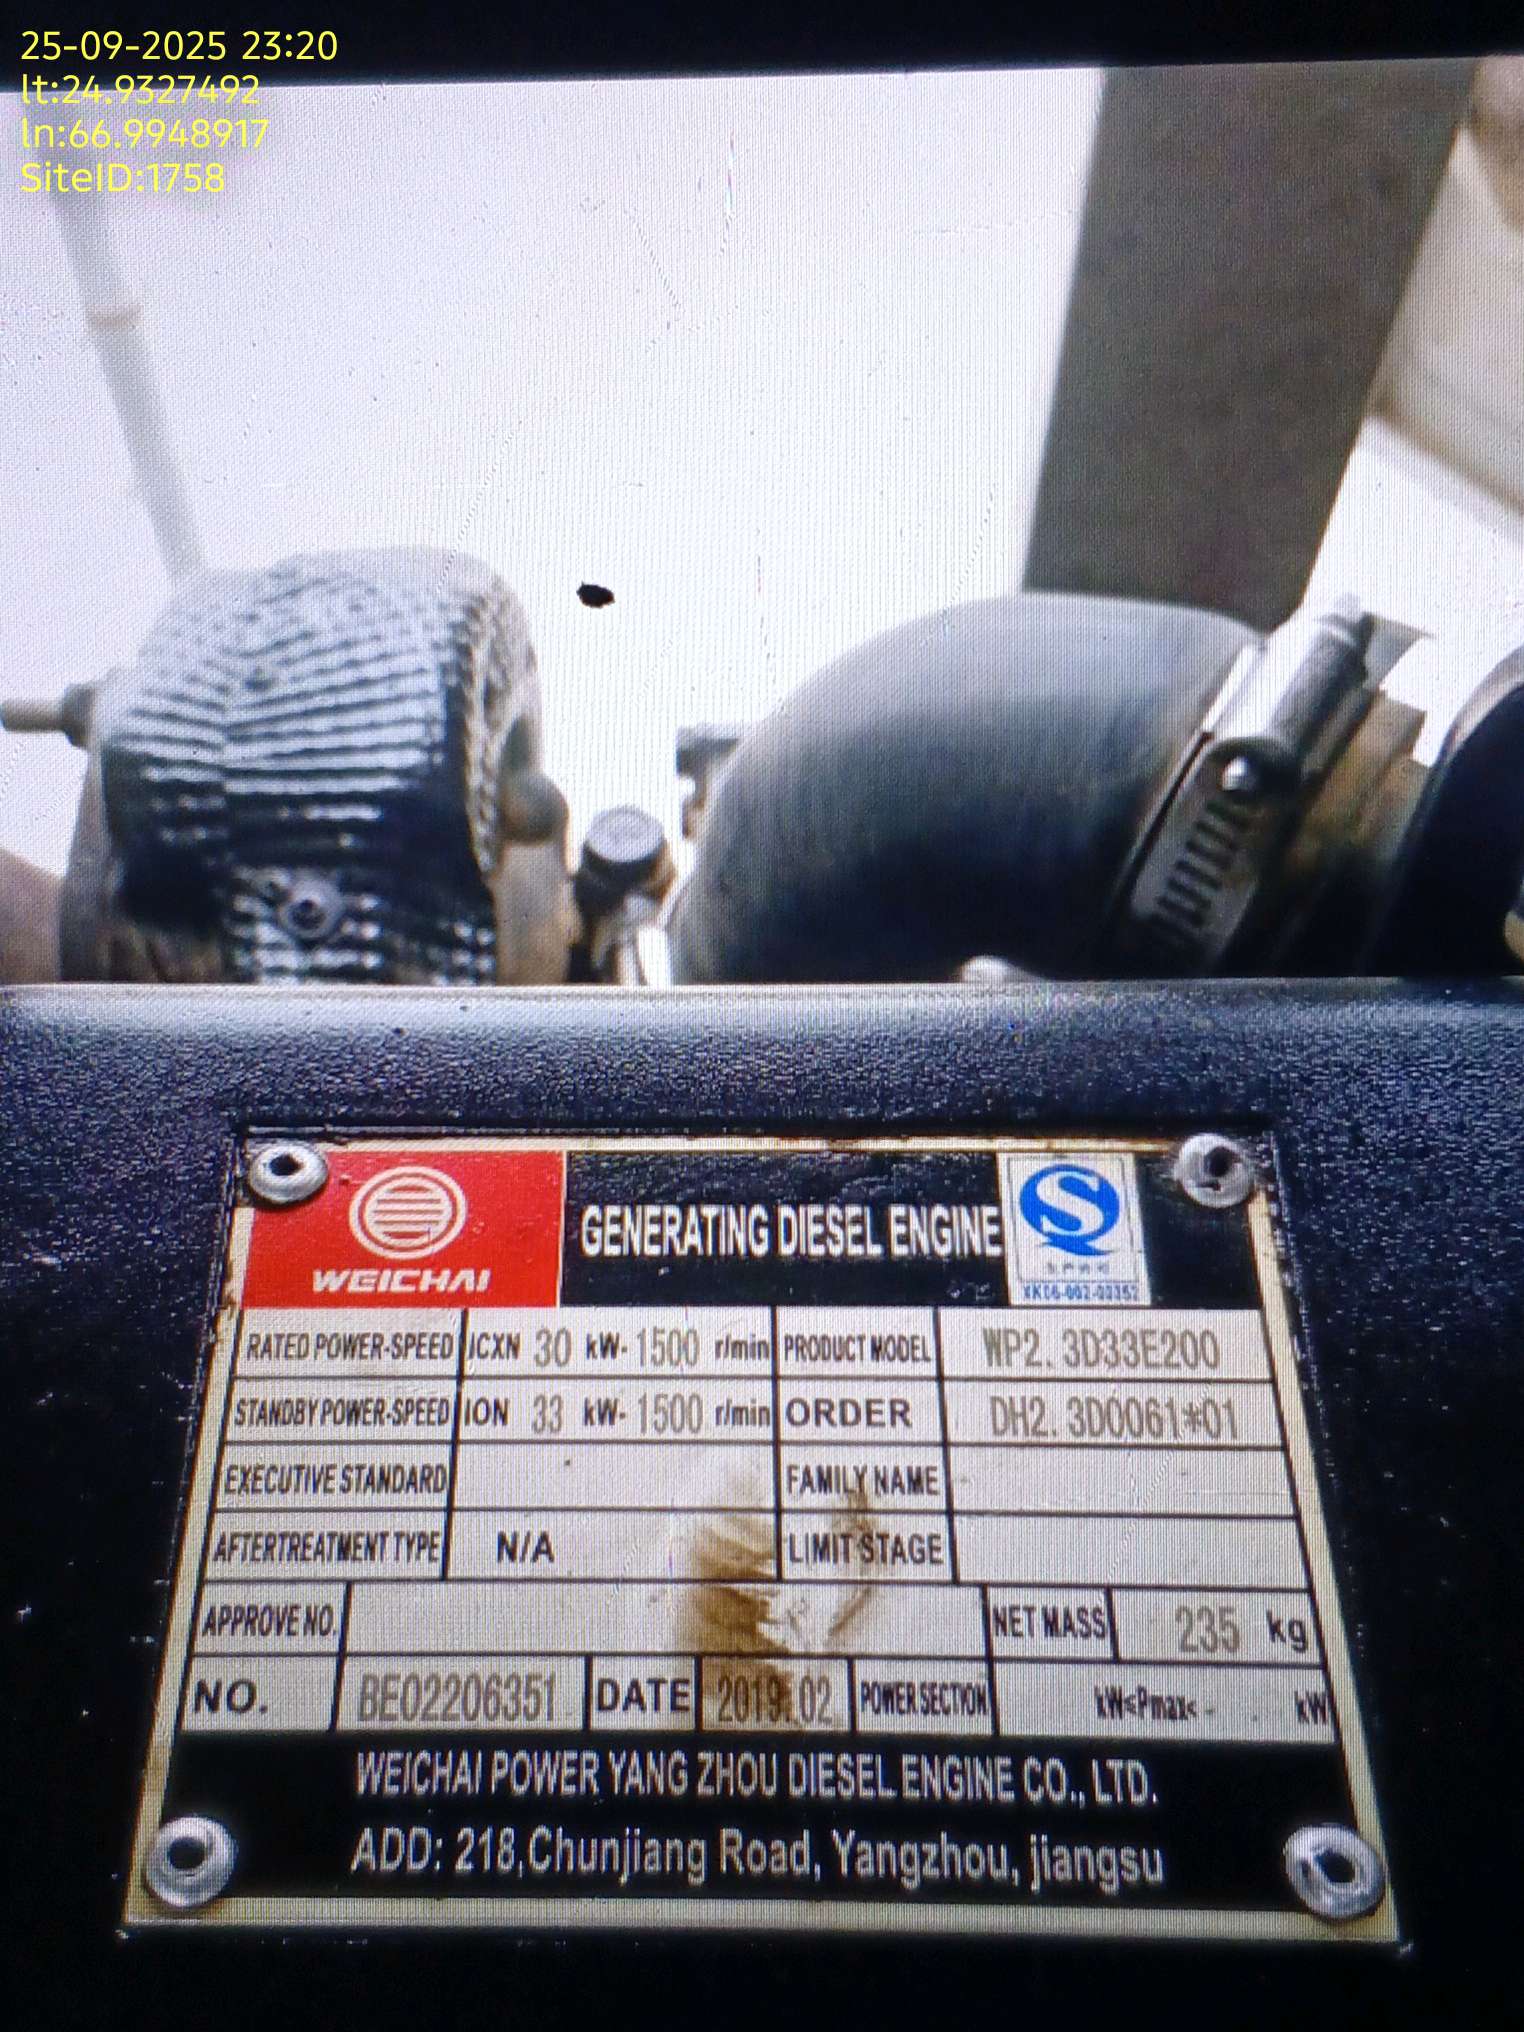 25-09-2025 23:20
lt:24.9327492
ln:66.9948917
SiteID:1758
WEICHAI
GENERATING DIESEL ENGINE
RATED POWER-SPEED ICXN 30 kW- 1500 r/min PRODUCT MODEL WP2.3D33E200
STANDBY POWER-SPEED ION 33 kW- 1500 r/min ORDER DH2.3D0061*01
EXECUTIVE STANDARD FAMILY NAME
AFTERTREATMENT TYPE N/A LIMIT STAGE
APPROVE NO. NET MASS 235 kg
NO. BE02206351 DATE 2019.02 POWER SECTION kW<Pmax< kW
WEICHAI POWER YANG ZHOU DIESEL ENGINE CO., LTD.
ADD: 218,Chunjiang Road, Yangzhou, jiangsu